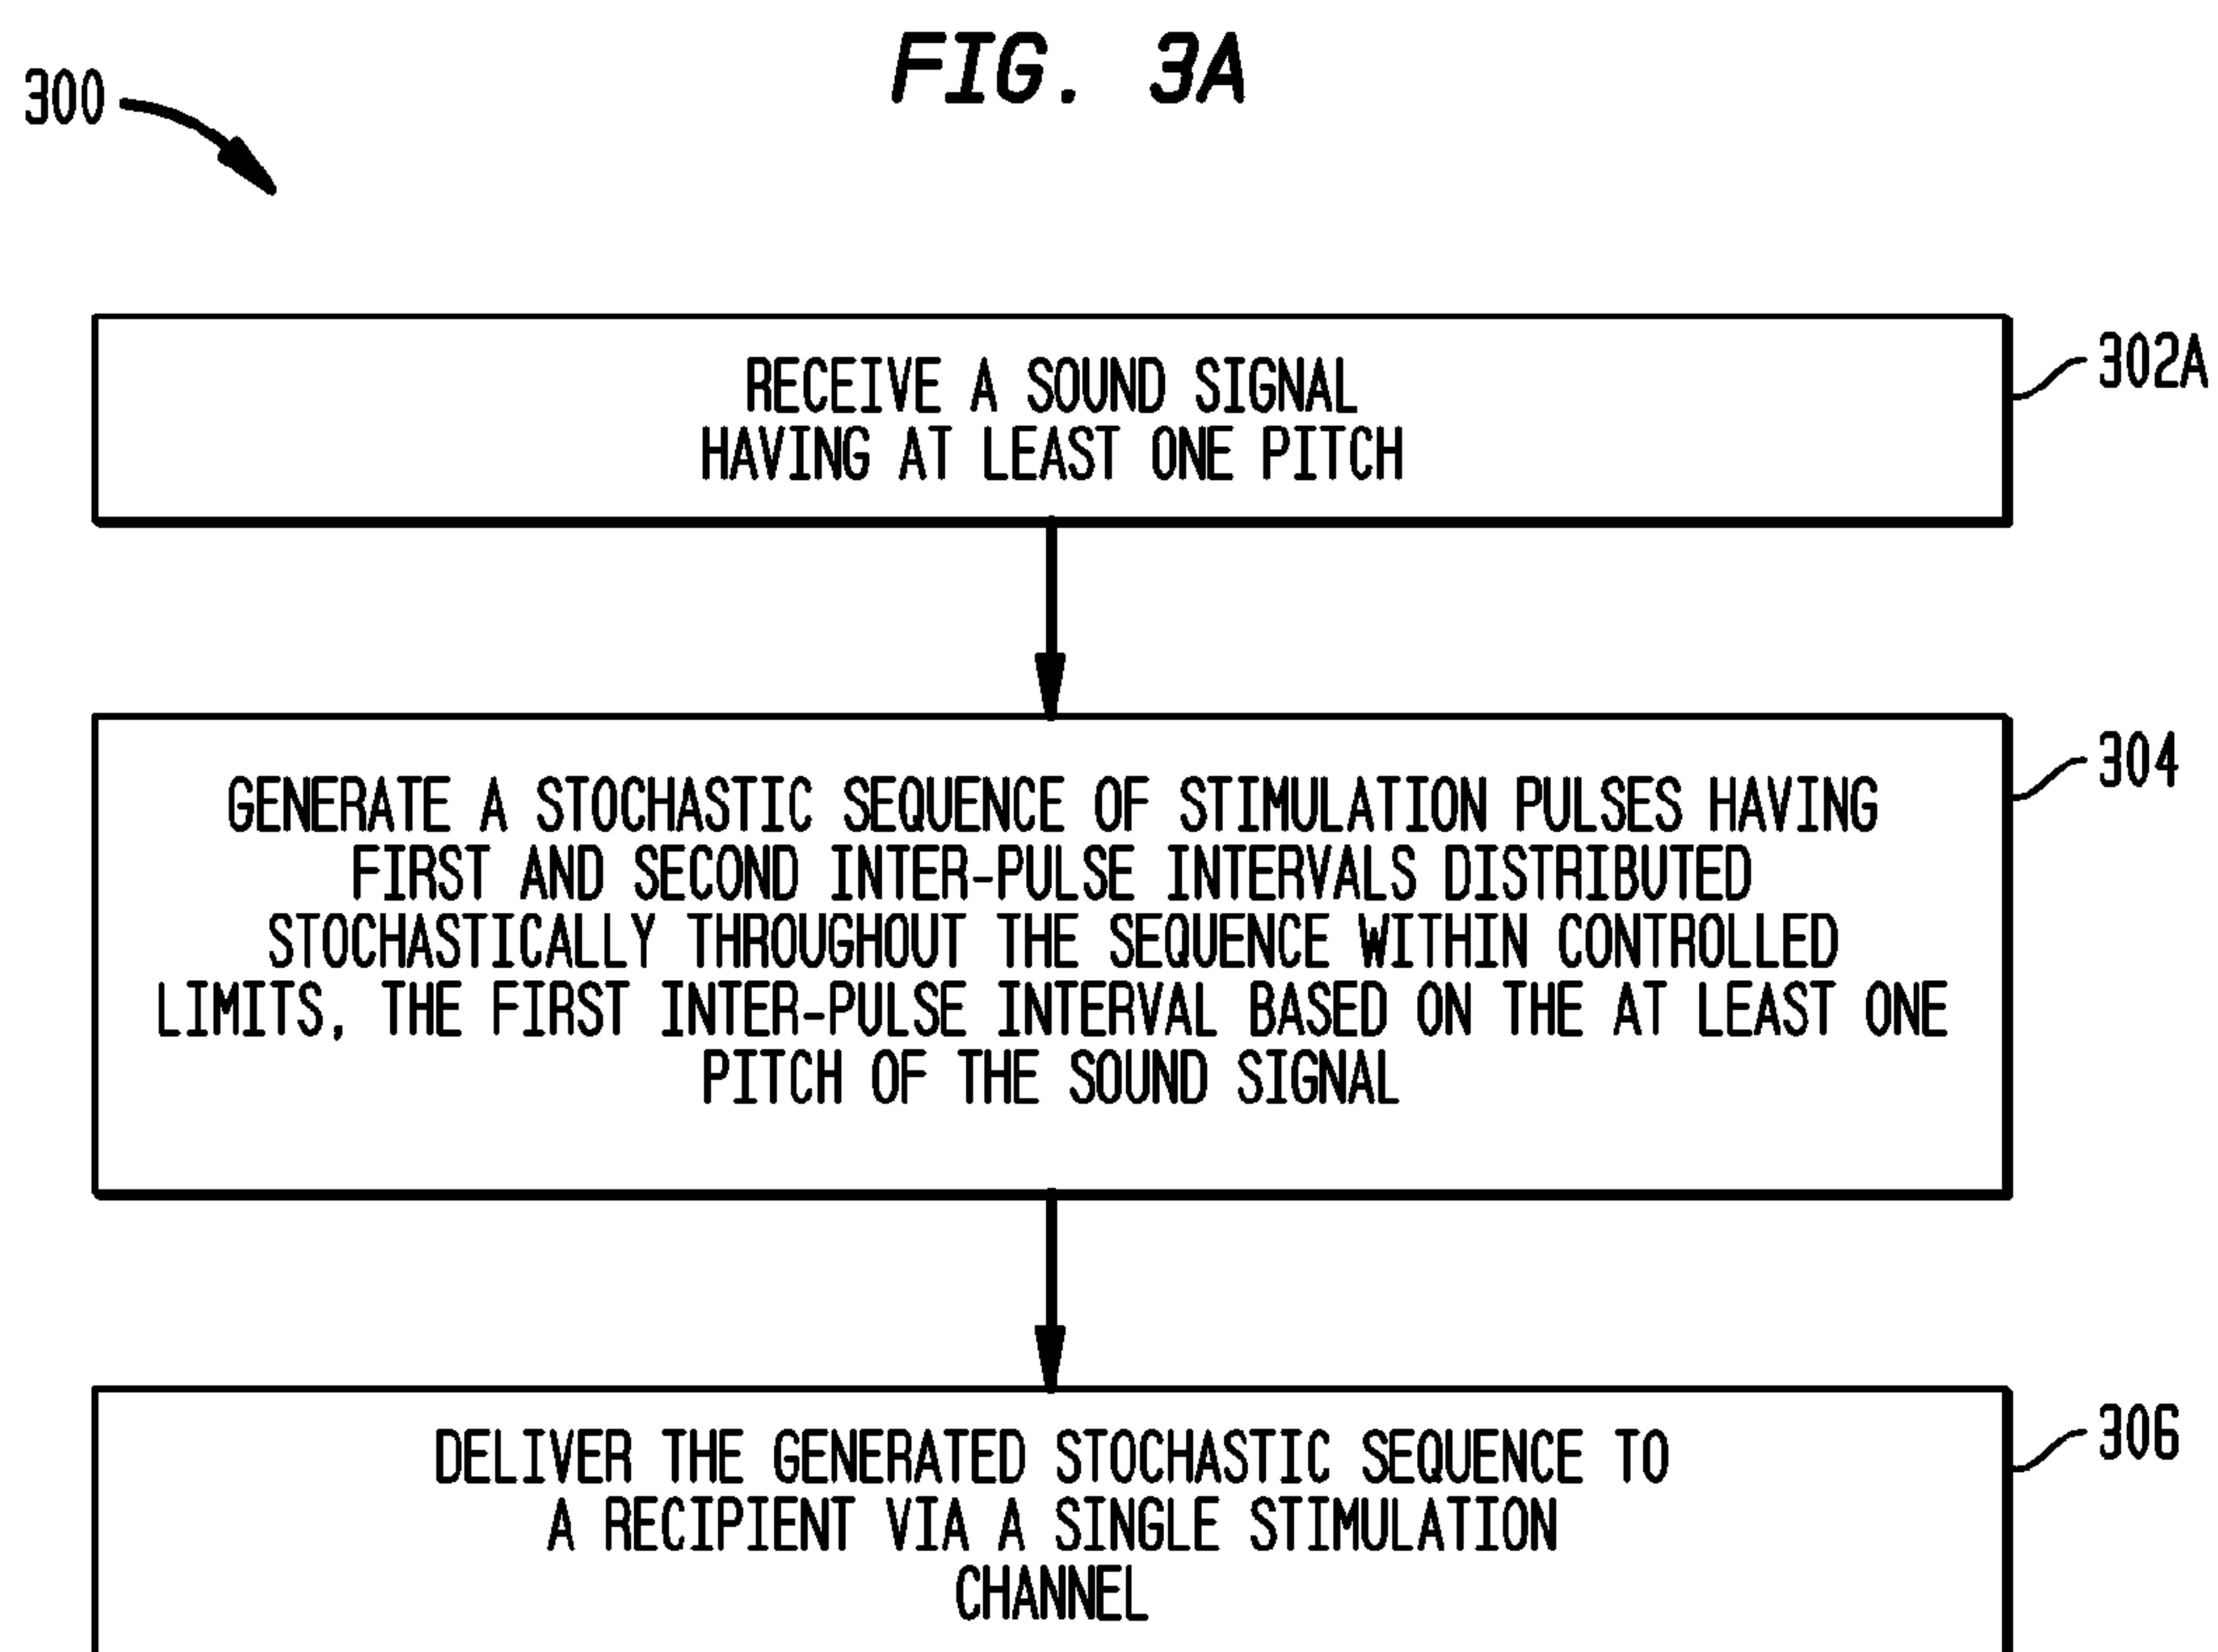 FIG. 3A
300
RECEIVE A SOUND SIGNAL
HAVING AT LEAST ONE PITCH
302A
GENERATE A STOCHASTIC SEQUENCE OF STIMULATION PULSES HAVING
FIRST AND SECOND INTER-PULSE INTERVALS DISTRIBUTED
STOCHASTICALLY THROUGHOUT THE SEQUENCE WITHIN CONTROLLED
LIMITS, THE FIRST INTER-PULSE INTERVAL BASED ON THE AT LEAST ONE
PITCH OF THE SOUND SIGNAL
304
DELIVER THE GENERATED STOCHASTIC SEQUENCE TO
A RECIPIENT VIA A SINGLE STIMULATION
CHANNEL
306